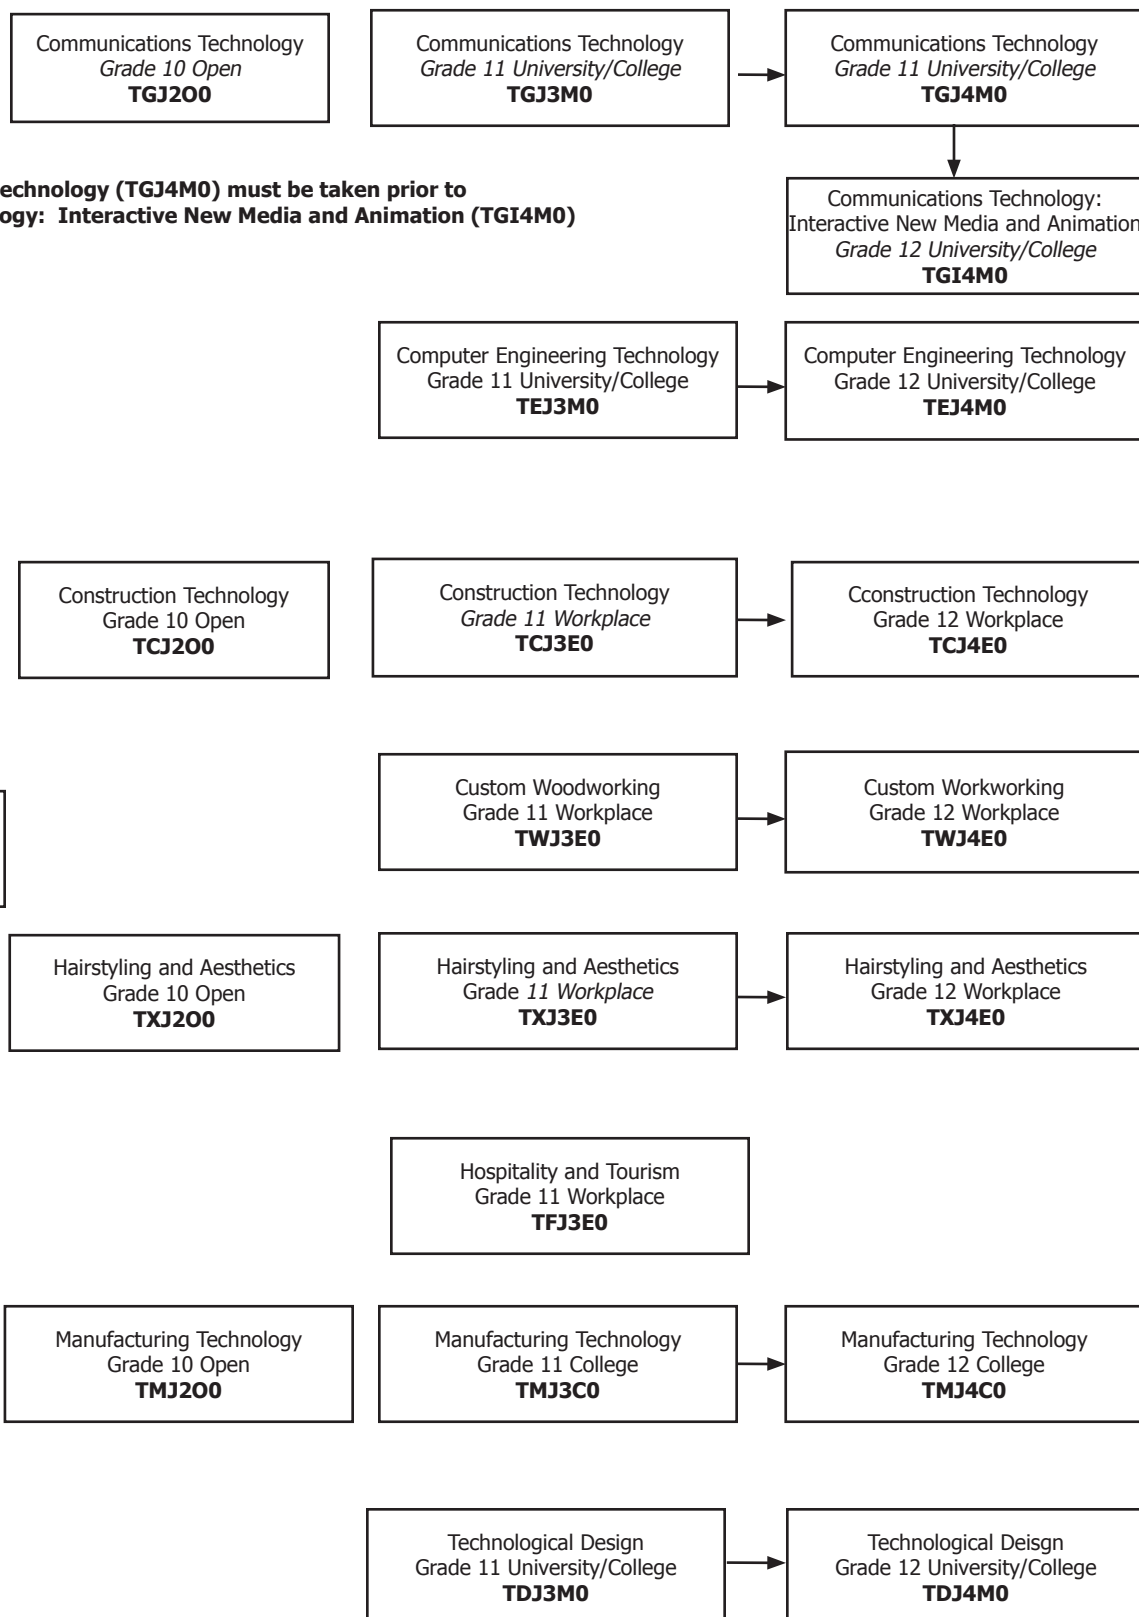 Communications Technology
Grade 10 Open
TGJ2O0
Communications Technology
Grade 11 University/College
TGJ3M0
Communications Technology
Grade 11 University/College
TGJ4M0
echnology (TGJ4M0) must be taken prior to
ogy: Interactive New Media and Animation (TGI4M0)
Communications Technology:
Interactive New Media and Animation
Grade 12 University/College
TGI4M0
Computer Engineering Technology
Grade 11 University/College
TEJ3M0
Computer Engineering Technology
Grade 12 University/College
TEJ4M0
Construction Technology
Grade 10 Open
TCJ2O0
Construction Technology
Grade 11 Workplace
TCJ3E0
Cconstruction Technology
Grade 12 Workplace
TCJ4E0
Custom Woodworking
Grade 11 Workplace
TWJ3E0
Custom Workworking
Grade 12 Workplace
TWJ4E0
Hairstyling and Aesthetics
Grade 10 Open
TXJ2O0
Hairstyling and Aesthetics
Grade 11 Workplace
TXJ3E0
Hairstyling and Aesthetics
Grade 12 Workplace
TXJ4E0
Hospitality and Tourism
Grade 11 Workplace
TFJ3E0
Manufacturing Technology
Grade 10 Open
TMJ2O0
Manufacturing Technology
Grade 11 College
TMJ3C0
Manufacturing Technology
Grade 12 College
TMJ4C0
Technological Design
Grade 11 University/College
TDJ3M0
Technological Deisgn
Grade 12 University/College
TDJ4M0